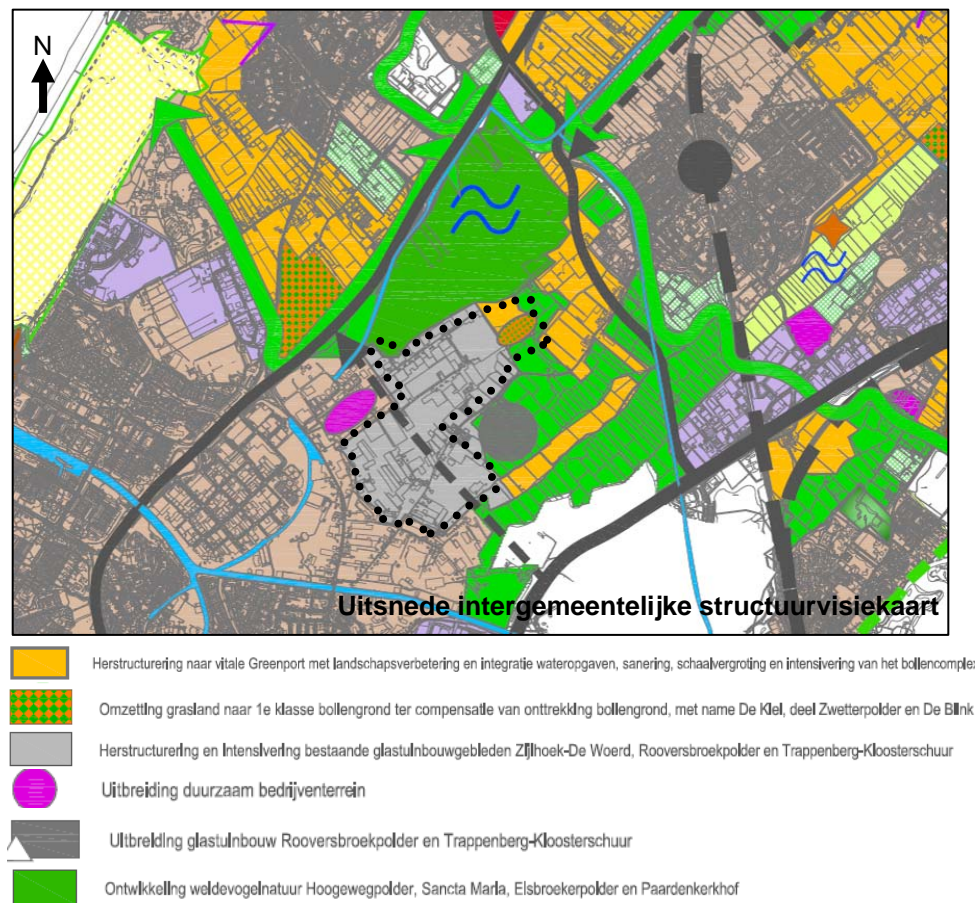 N
Uitsnede intergemeentelijke structuurvisiekaart
Herstructurering naar vitale Greenport met landschapsverbetering en integratie wateropgaven, sanering, schaalvergroting en intensivering van het bollencomplex
Omzetting grasland naar 1e klasse bollengrond ter compensatie van onttrekking bollengrond, met name De Kiel, deel Zwetterpolder en De Blink
Herstructurering en intensivering bestaande glastuinbouwgebieden Zijlhoek-De Woerd, Rooversbroekpolder en Trappenberg-Kloosterschuur
Uitbreiding duurzaam bedrijventerrein
Uitbreiding glastuinbouw Rooversbroekpolder en Trappenberg-Kloosterschuur
Ontwikkeling weidevogelnatuur Hoogewegpolder, Sancta Maria, Elsbroekerpolder en Paardenkerkhof